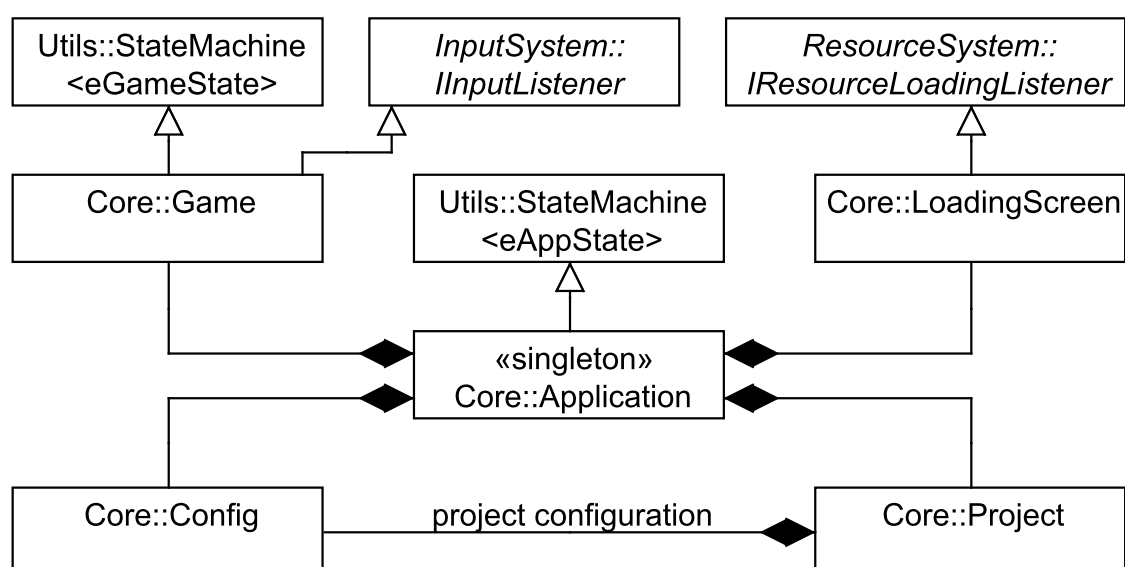 Utils::StateMachine
<eGameState>
InputSystem::
IInputListener
ResourceSystem::
IResourceLoadingListener
Core::Game
Utils::StateMachine
<eAppState>
Core::LoadingScreen
«singleton»
Core::Application
Core::Config
project configuration
Core::Project